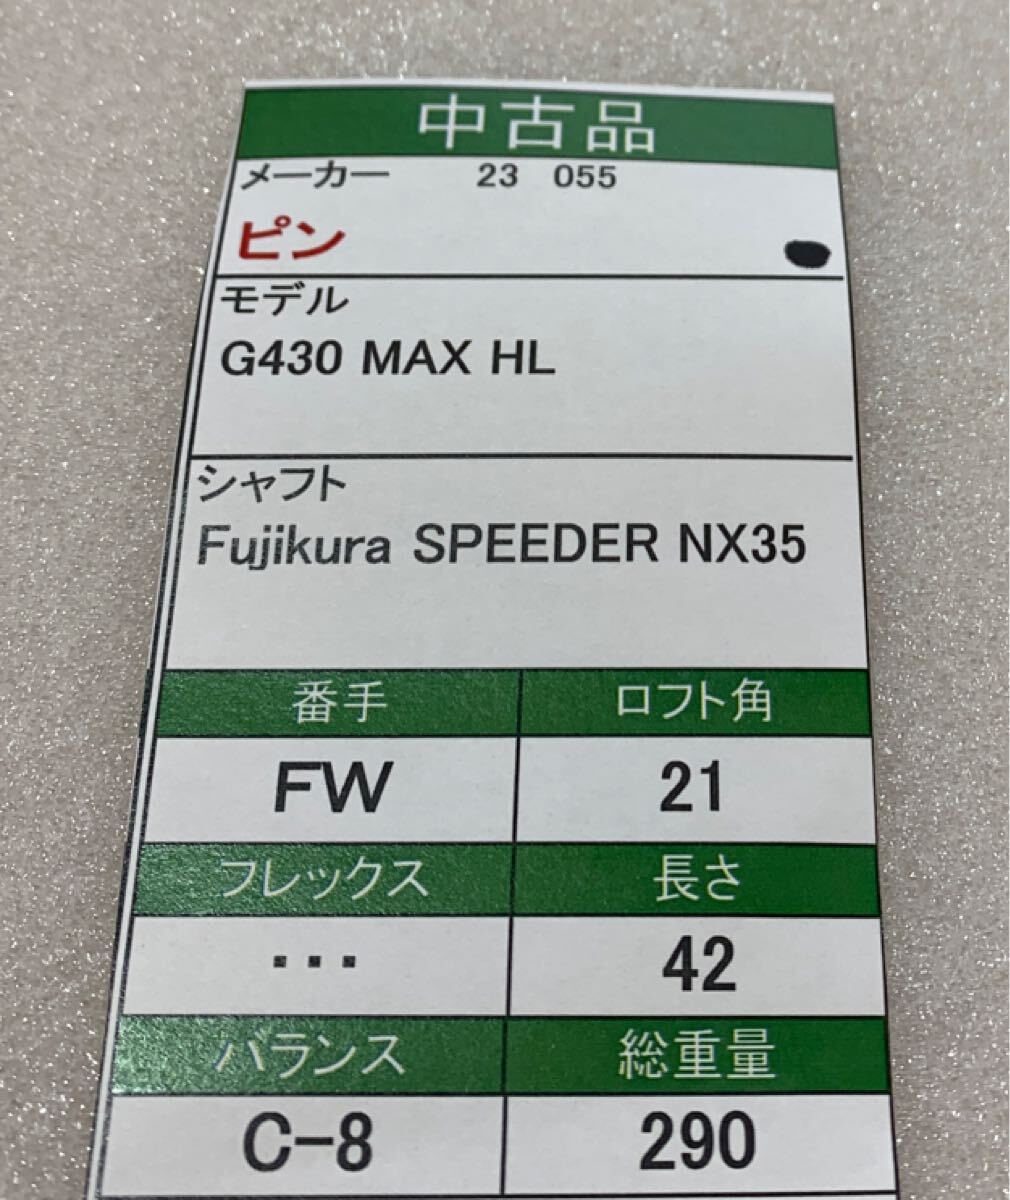 中古品
メーカー 23 055
ピン
モデル
G430 MAX HL
シャフト
Fujikura SPEEDER NX35
番手 ロフト角
FW 21
フレックス 長さ
... 42
バランス 総重量
C-8 290